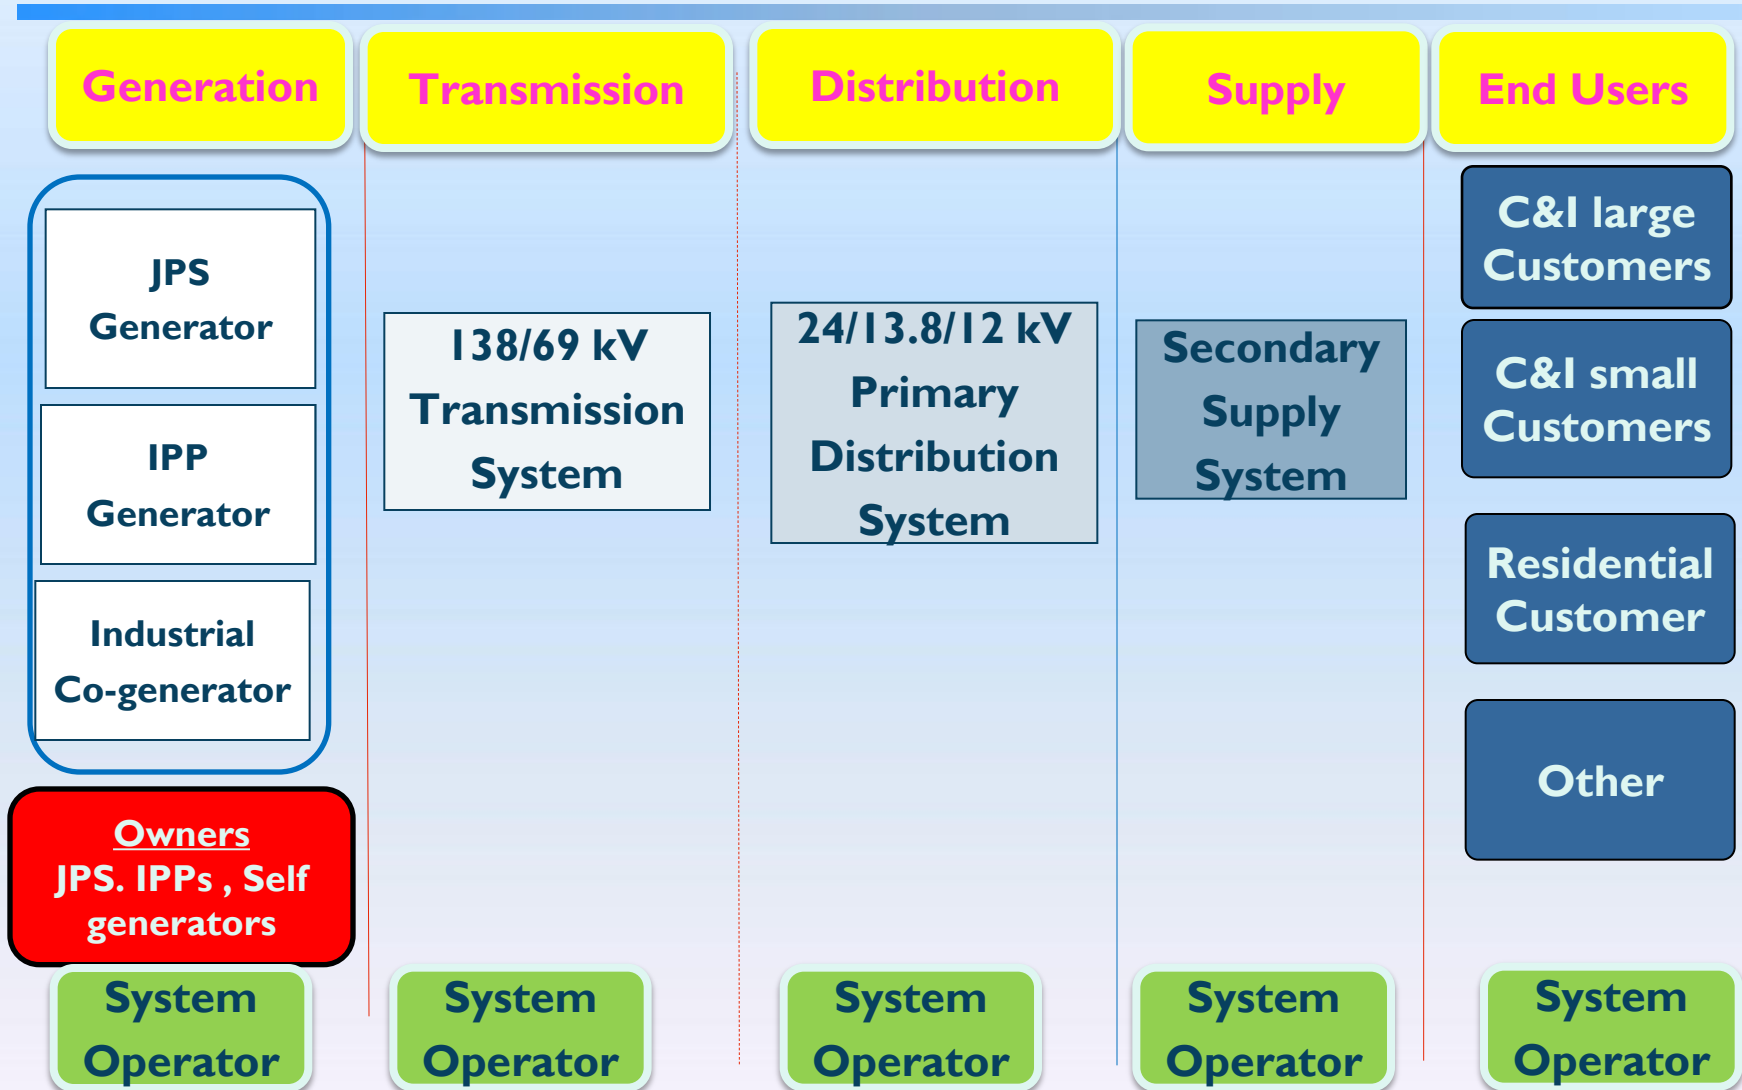 Generation
Transmission
Distribution
Supply
End Users
JPS
Generator
IPP
Generator
Industrial
Co-generator
Owners
JPS. IPPs , Self
generators
138/69 kV
Transmission
System
24/13.8/12 kV
Primary
Distribution
System
Secondary
Supply
System
C&I large
Customers
C&I small
Customers
Residential
Customer
Other
System
Operator
System
Operator
System
Operator
System
Operator
System
Operator